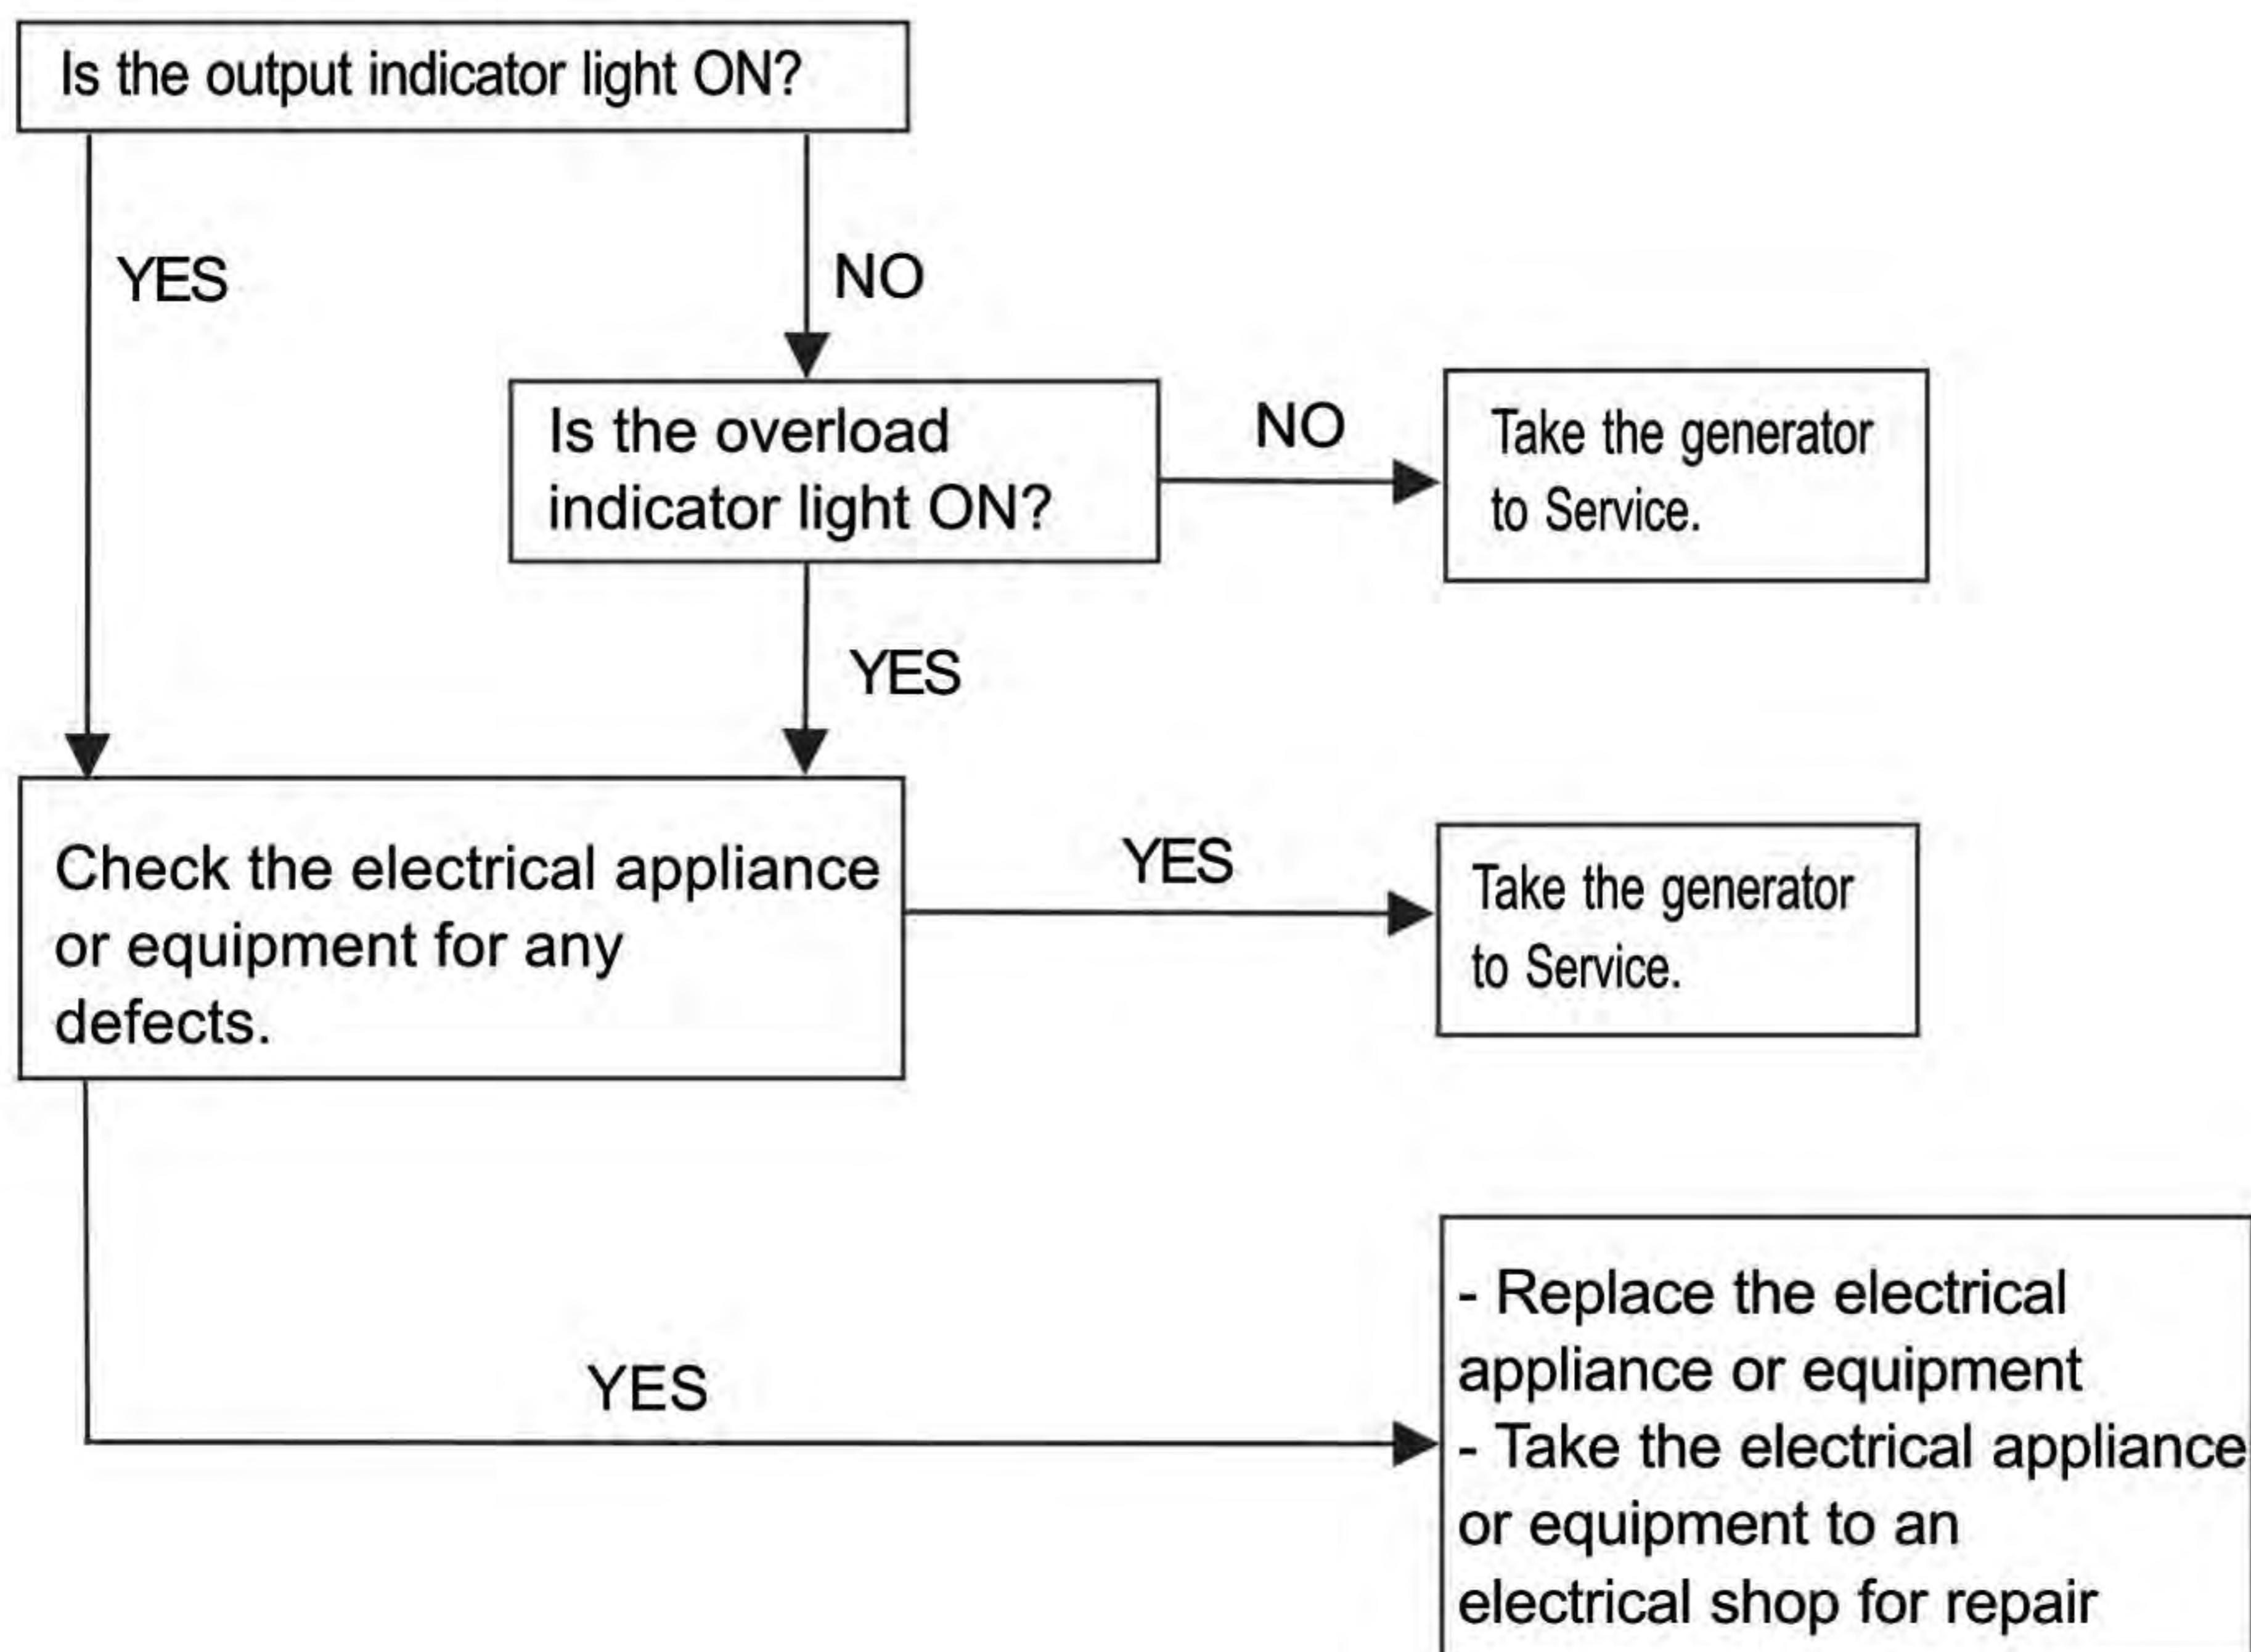 Is the output indicator light ON?
YES
NO
Is the overload
indicator light ON?
NO
Take the generator
to Service.
YES
Check the electrical appliance
or equipment for any
defects.
YES
Take the generator
to Service.
YES
- Replace the electrical
appliance or equipment
- Take the electrical appliance
or equipment to an
electrical shop for repair